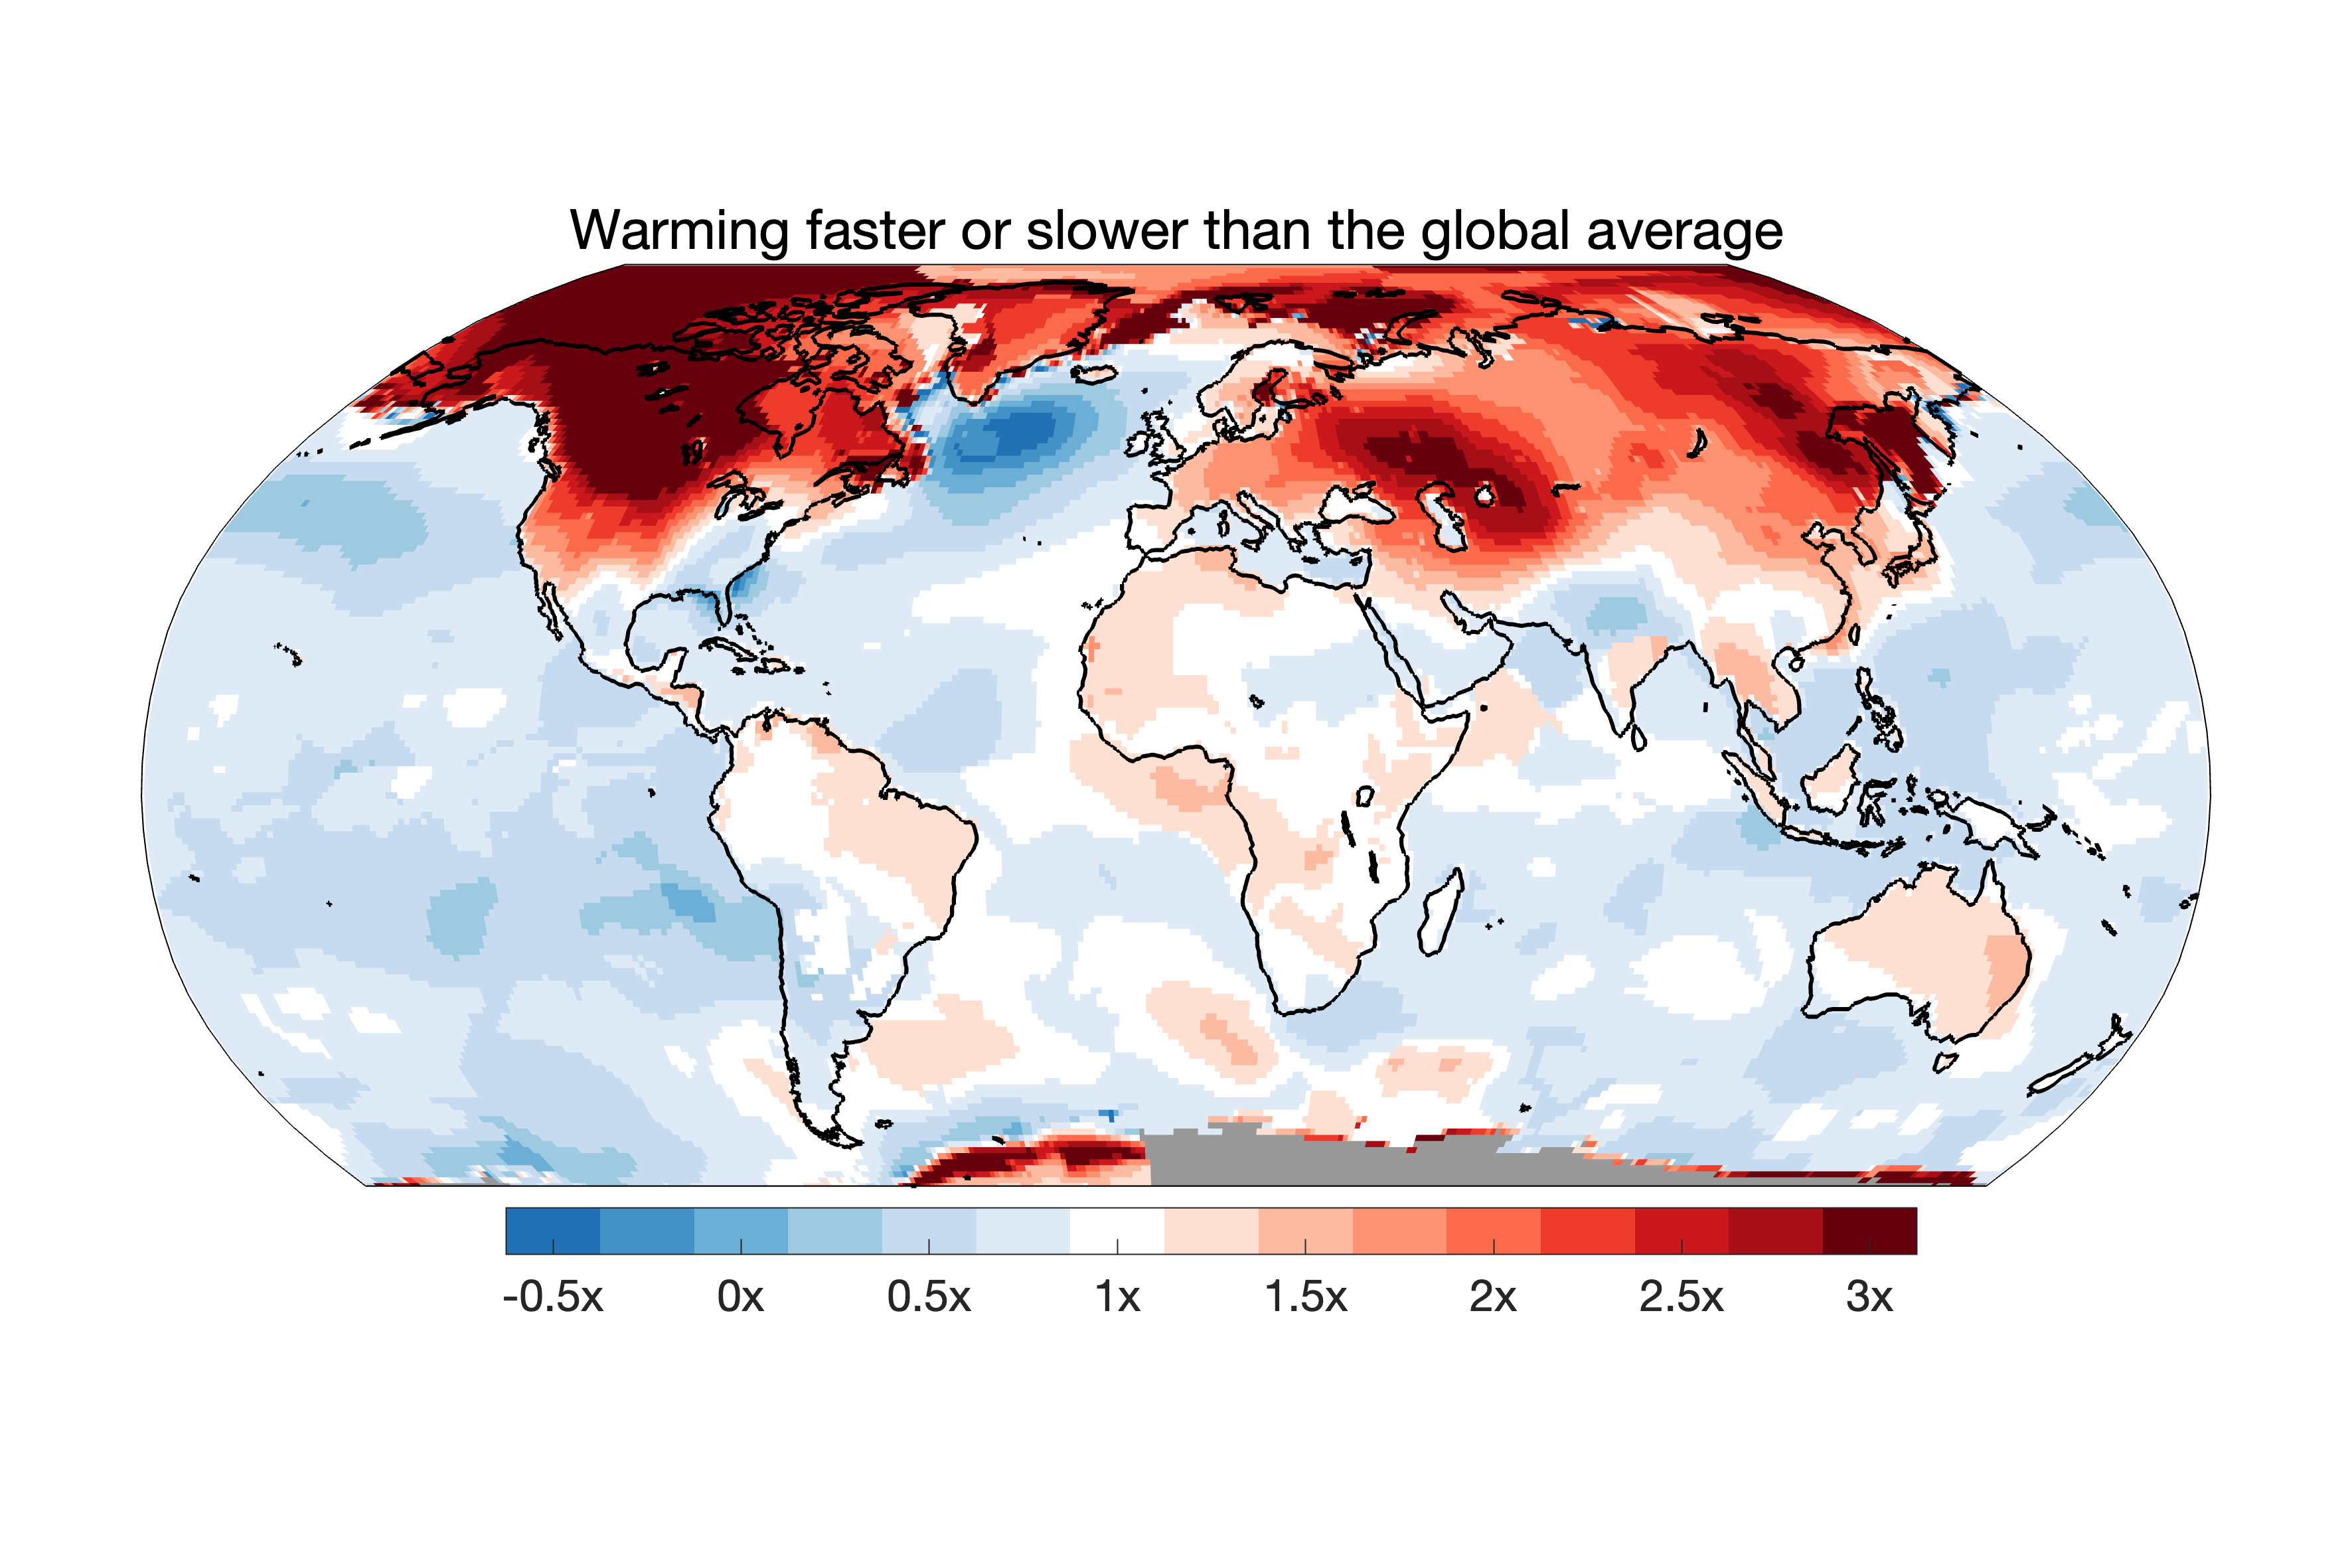 Warming faster or slower than the global average
-0.5x 0x 0.5x 1x 1.5x 2x 2.5x 3x